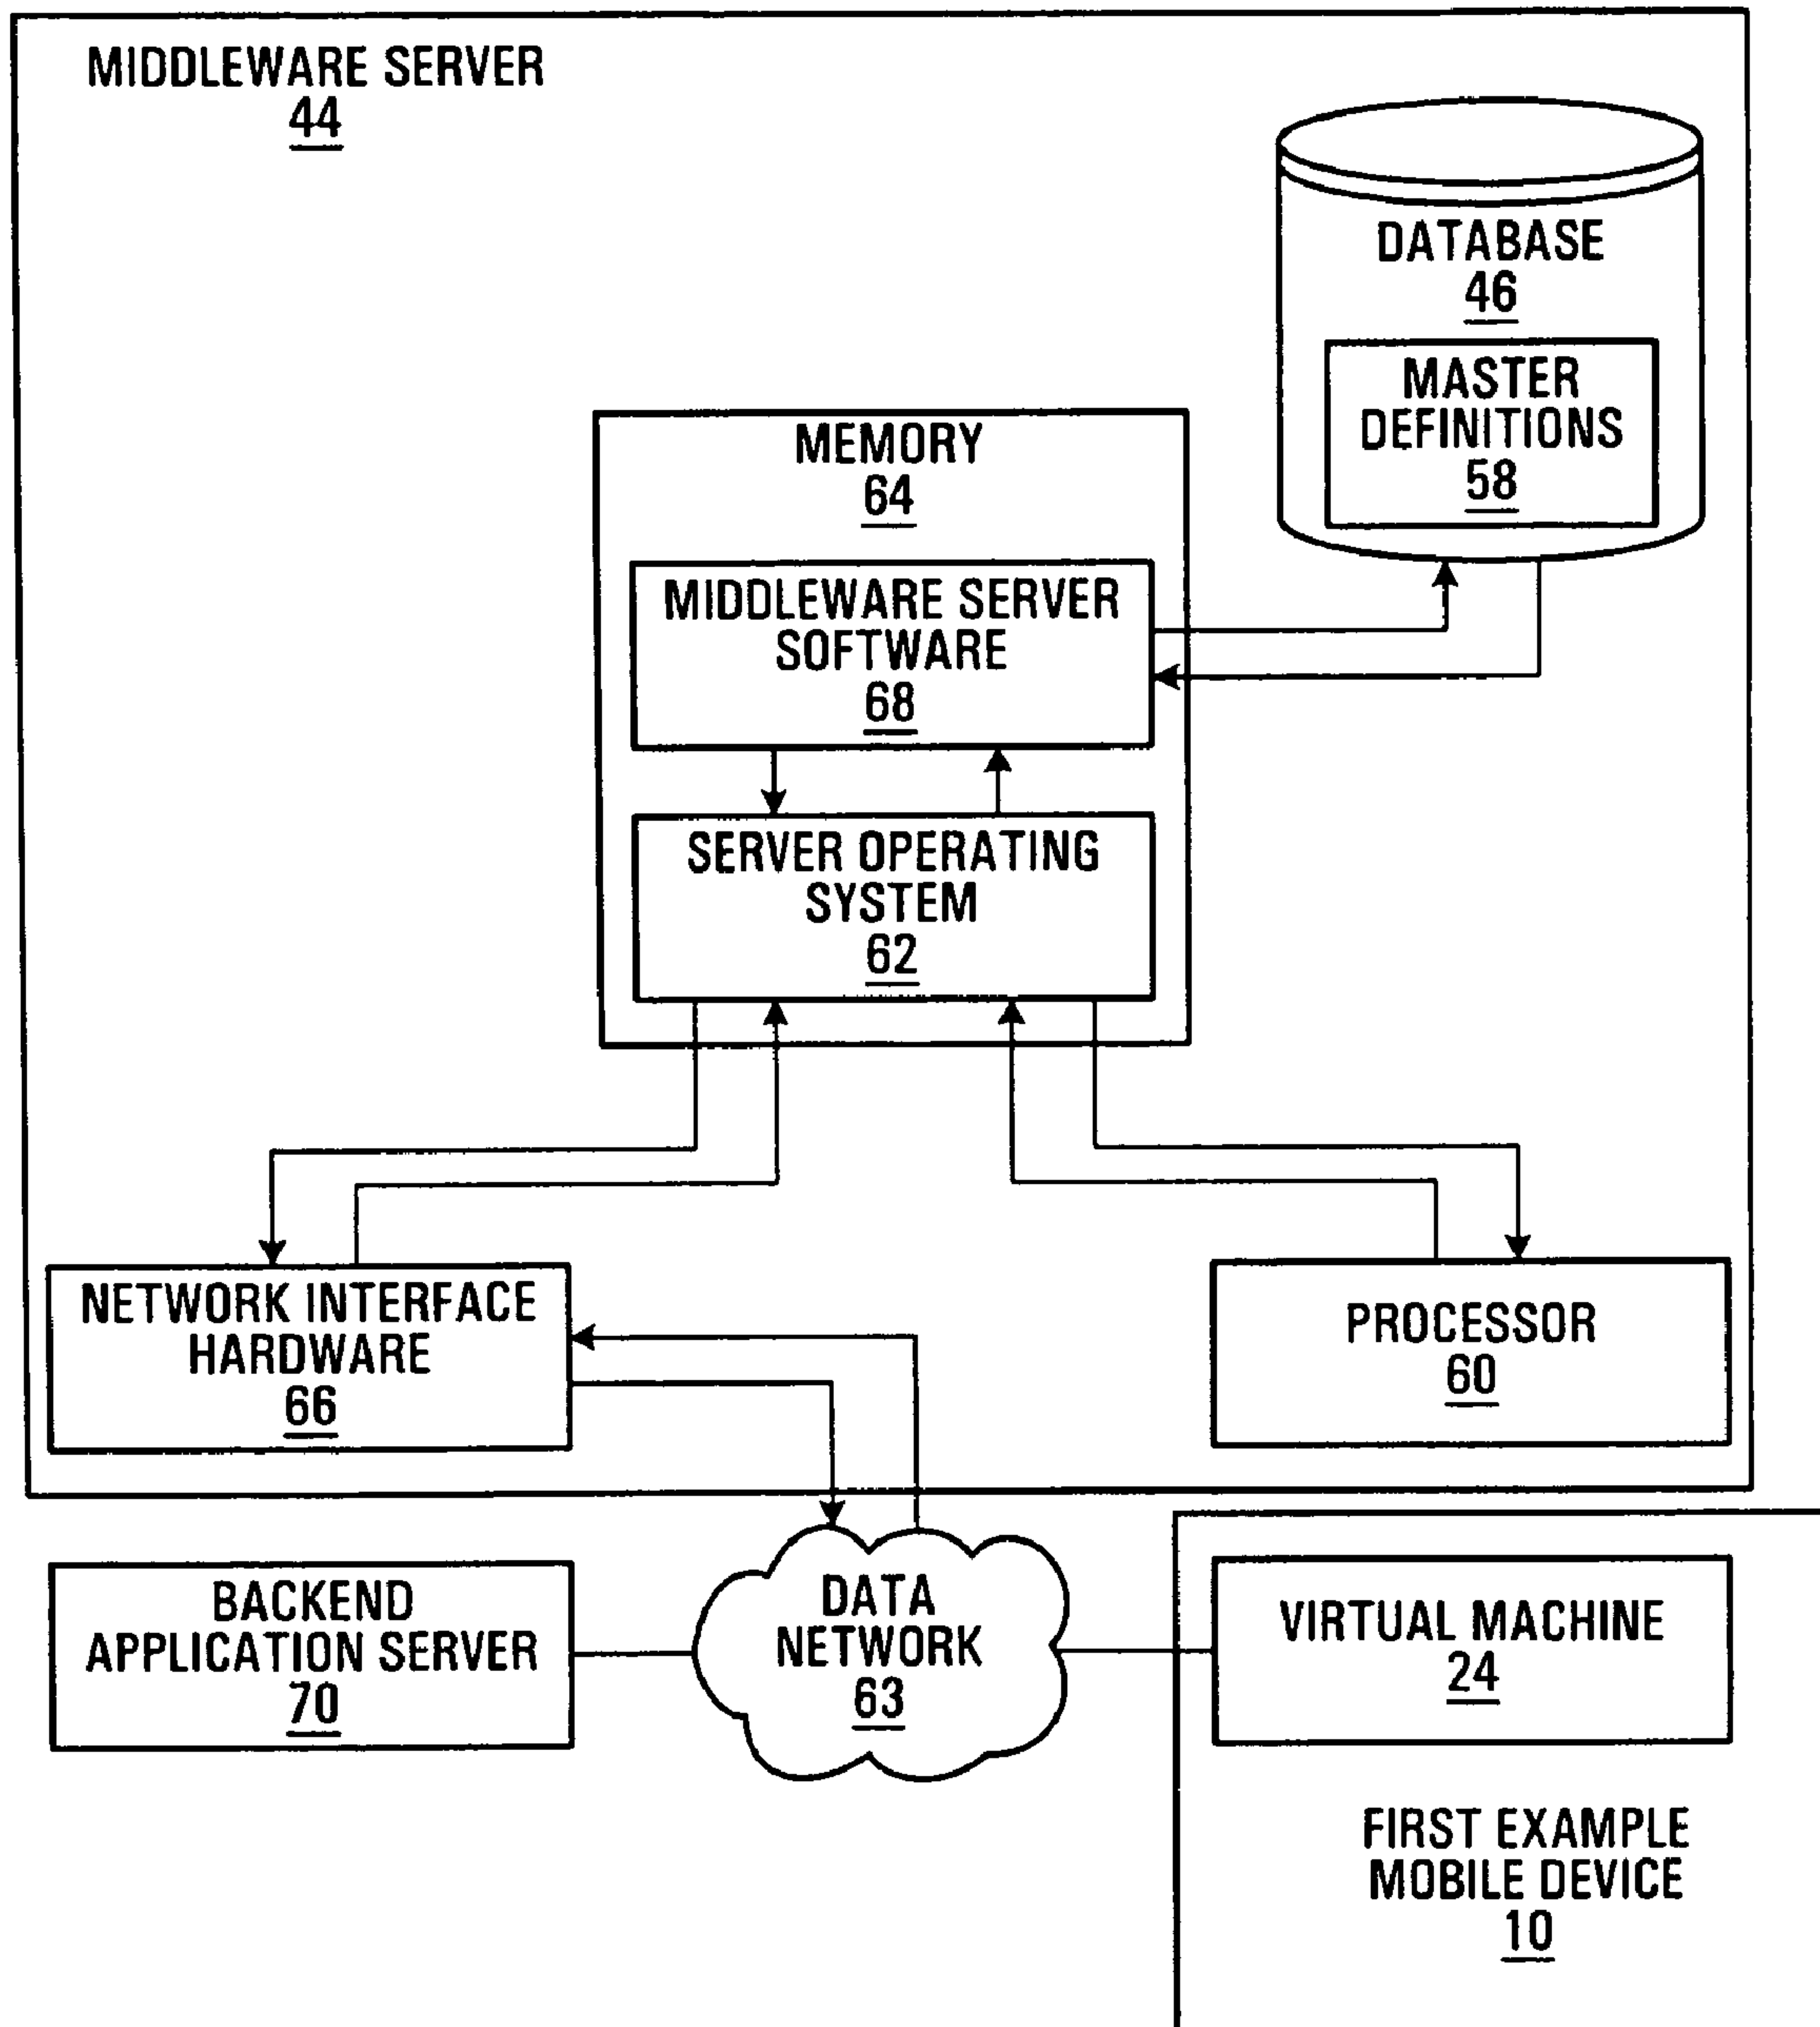 MIDDLEWARE SERVER
44
DATABASE
46
MASTER
DEFINITIONS
58
MEMORY
64
MIDDLEWARE SERVER
SOFTWARE
68
SERVER OPERATING
SYSTEM
62
NETWORK INTERFACE
HARDWARE
66
PROCESSOR
60
BACKEND
APPLICATION SERVER
70
DATA
NETWORK
63
VIRTUAL MACHINE
24
FIRST EXAMPLE
MOBILE DEVICE
10